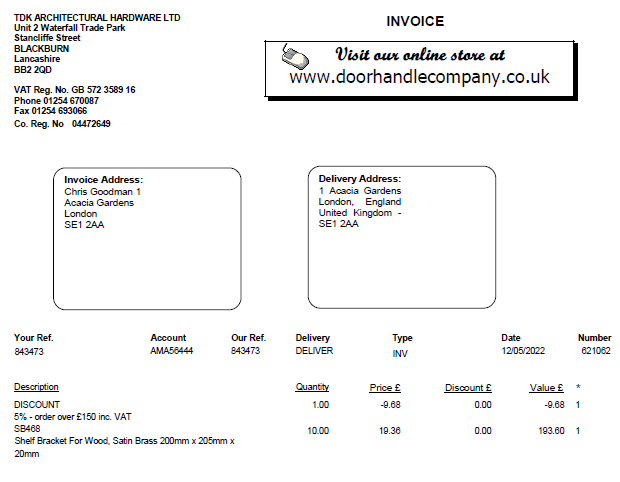 TDK ARCHITECTURAL HARDWARE LTD
Unit 2 Waterfall Trade Park
Stancliffe Street
BLACKBURN
Lancashire
BB2 2QD
VAT Reg. No. GB 572 3589 16
Phone 01254 670087
Fax 01254 693066
Co. Reg. No 04472649
INVOICE
Visit our online store at
www.doorhandlecompany.co.uk
Invoice Address:
Chris Goodman 1
Acacia Gardens
London
SE1 2AA
Delivery Address:
1 Acacia Gardens
London, England
United Kingdom -
SE1 2AA
Your Ref. Account Our Ref. Delivery Type Date Number
843473 AMA56444 843473 DELIVER INV 12/05/2022 621062
Description Quantity Price £ Discount £ Value £ *
DISCOUNT 1.00 -9.68 0.00 -9.68 1
5% - order over £150 inc. VAT
SB468 10.00 19.36 0.00 193.60 1
Shelf Bracket For Wood, Satin Brass 200mm x 205mm x
20mm